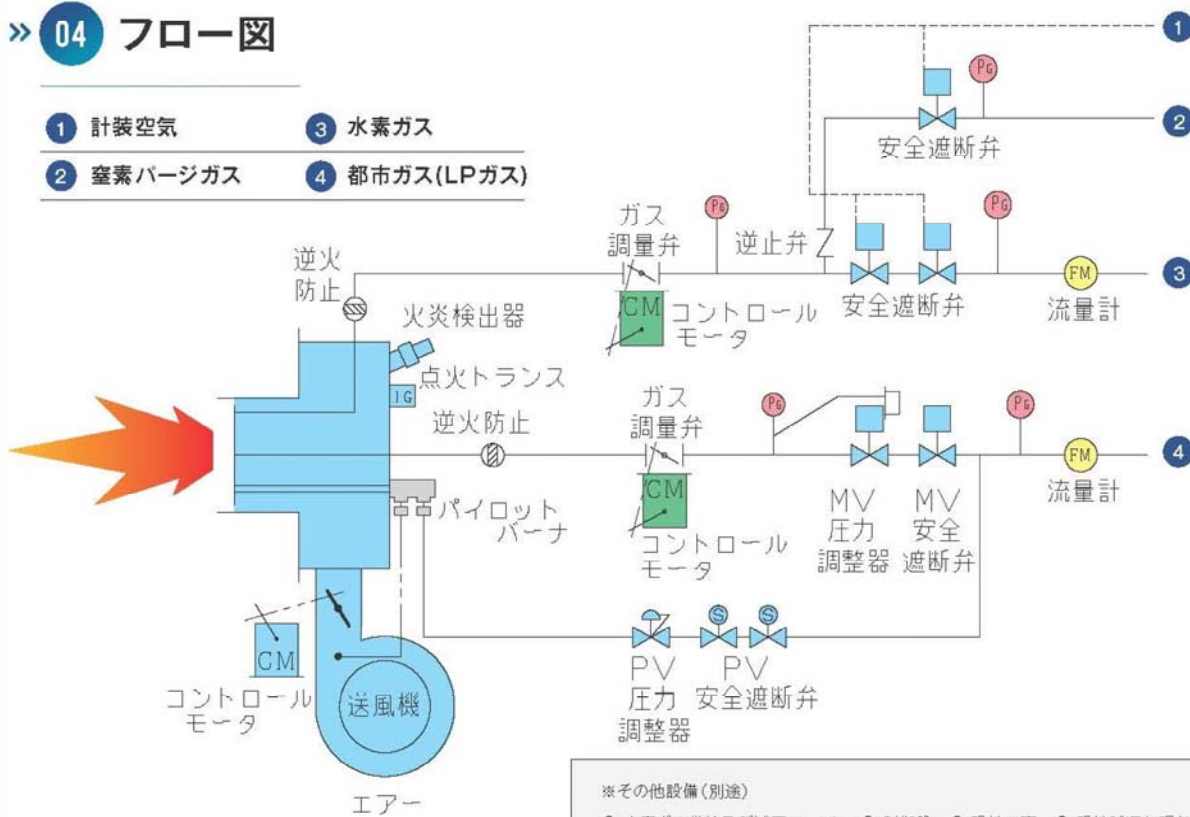 » 04 フロー図
1 計装空気
3 水素ガス
2 窒素パージガス
4 都市ガス(LPガス)
1
PG
2
安全遮断弁
ガス
調量弁
PG
逆止弁
PG
FM
3
CM
コントロール
モータ
安全遮断弁
流量計
逆火
防止
火炎検出器
点火トランス
IG
逆火防止
ガス
調量弁
PG
PG
FM
4
CM
コントロール
モータ
MV
圧力
調整器
MV
安全
遮断弁
流量計
パイロット
バーナ
S
S
PV
圧力
調整器
PV
安全遮断弁
CM
コントロール
モータ
送風機
エアー
※その他設備(別途)